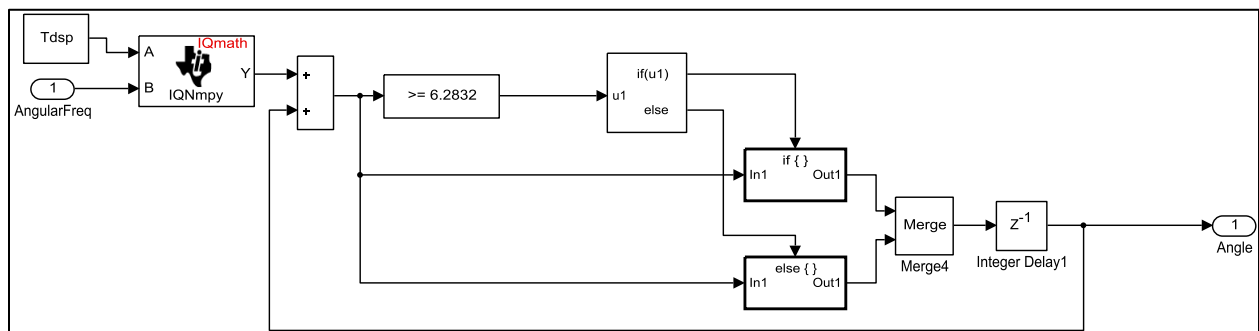 Tdsp
A
B
IQmath
Y
IQNmpy
1
AngularFreq
+
+
>= 6.2832
u1
if(u1)
else
if { }
In1
Out1
else { }
In1
Out1
Merge
Merge4
Z-1
Integer Delay1
1
Angle